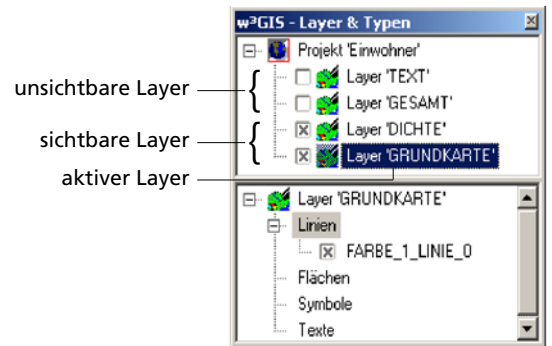 w³GIS - Layer & Typen
Projekt 'Einwohner'
unsichtbare Layer
Layer 'TEXT'
Layer 'GESAMT'
sichtbare Layer
Layer 'DICHTE'
Layer 'GRUNDKARTE'
aktiver Layer
Layer 'GRUNDKARTE'
Linien
FARBE_1_LINIE_0
Flächen
Symbole
Texte